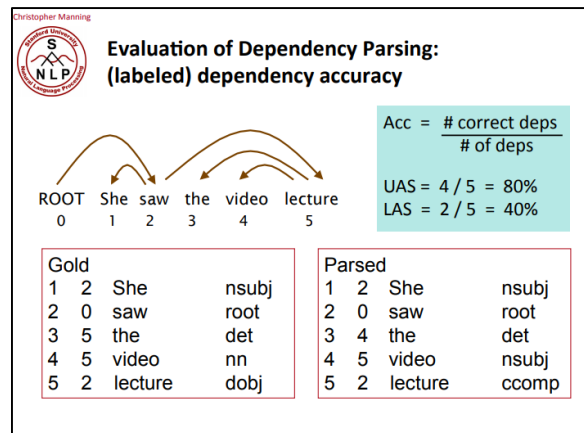 Christopher Manning
Stanford University
S
NLP
Natural Language Processing
Evaluation of Dependency Parsing:
(labeled) dependency accuracy
ROOT She saw the video lecture
0 1 2 3 4 5
Acc = # correct deps
# of deps
UAS = 4 / 5 = 80%
LAS = 2 / 5 = 40%
Gold
1 2 She nsubj
2 0 saw root
3 5 the det
4 5 video nn
5 2 lecture dobj
Parsed
1 2 She nsubj
2 0 saw root
3 4 the det
4 5 video nsubj
5 2 lecture ccomp